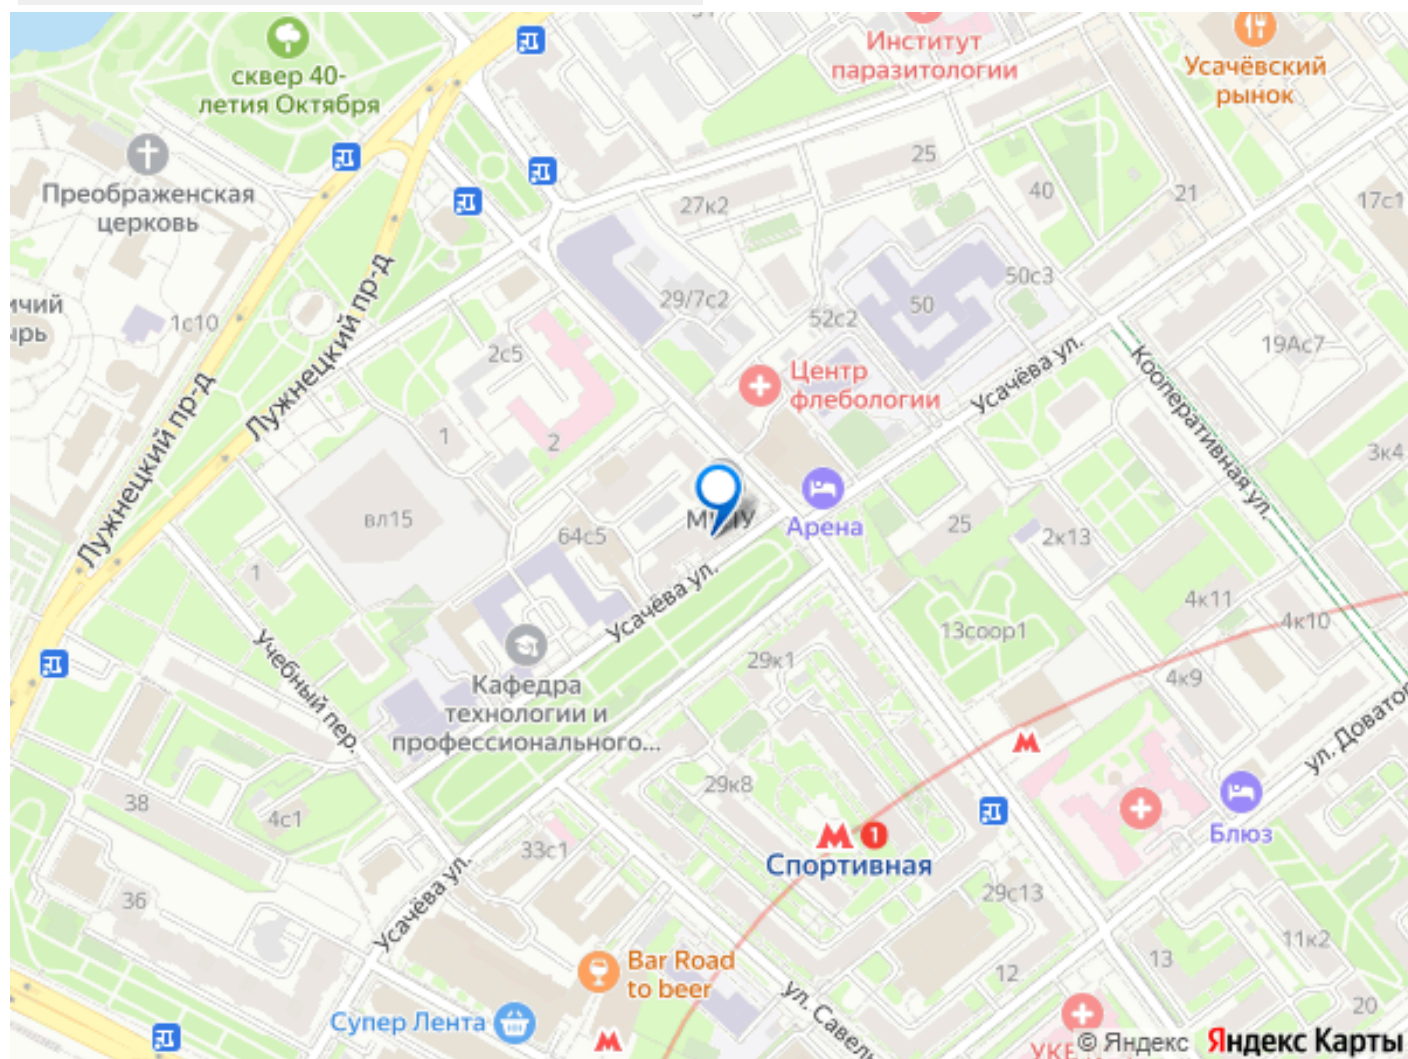 Институт
паразитологии
Усачёвский
рынок
сквер 40-
летия Октября
25
40
21
17с1
Преображенская
церковь
27к2
50с3
50
29/7с2
52с2
1с10
2с5
19Ас7
Лужнецкий пр-д
Лужнецкий пр-д
Центр
флебологии
Усачёва ул.
Кооперативная ул.
1
2
3к4
вл15
64с5
Арена
25
2к13
1
Усачёва ул.
4к11
4к10
13соор1
29к1
4к9
Учебный пер.
Кафедра
технологии и
профессионального...
29к8
38
4с1
Блюз
1
Спортивная
33с1
36
29с13
Усачёва ул.
11к2
13
12
Bar Road
to beer
20
Супер Лента
© Яндекс Яндекс Карты